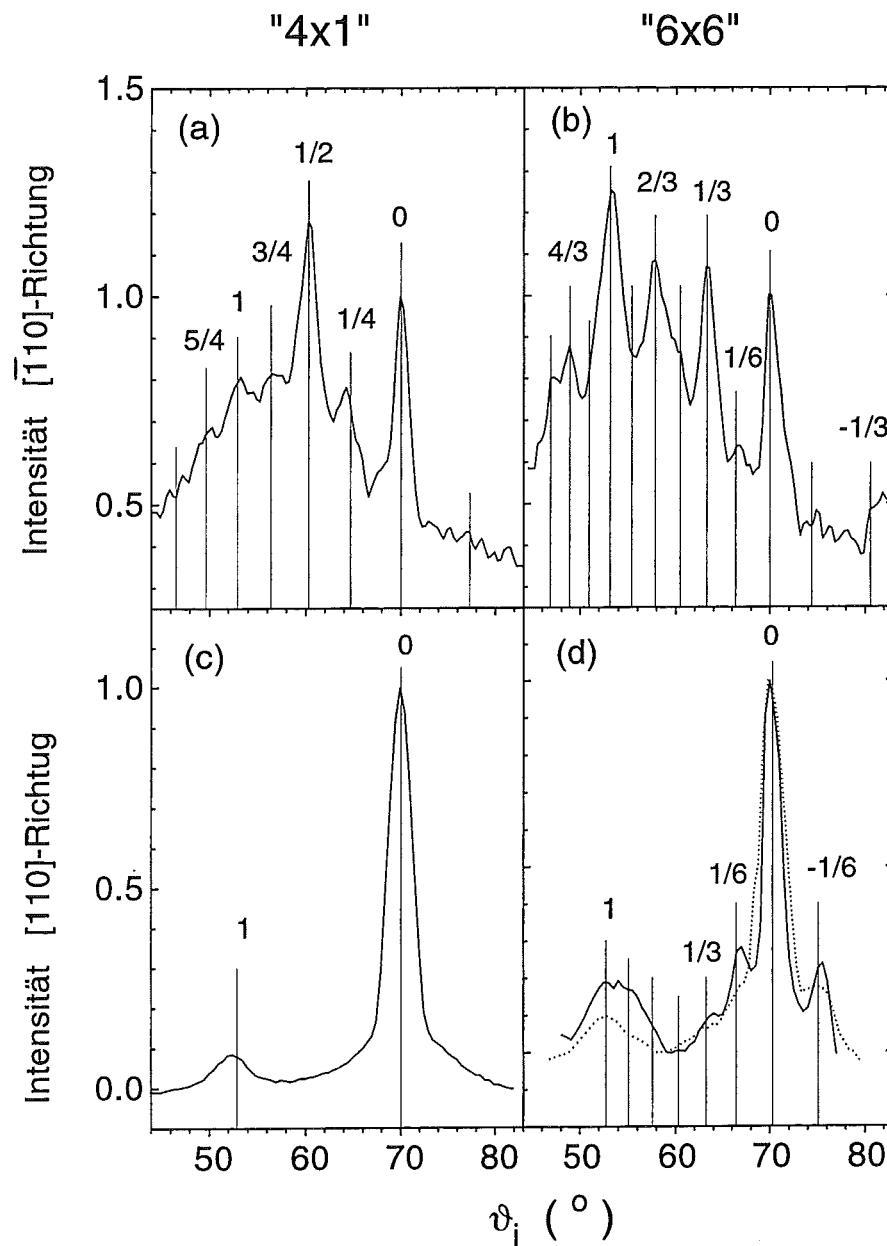 "4x1" "6x6"
Intensität [1̅10]-Richtung
1.5
1.0
0.5
(a)
5/4
1
3/4
1/2
1/4
0
(b)
4/3
1
2/3
1/3
1/6
0
-1/3
Intensität [110]-Richtug
1.0
0.5
0.0
(c)
1
0
(d)
1
1/3
1/6
0
-1/6
50 60 70 80 50 60 70 80
ϑi ( o )